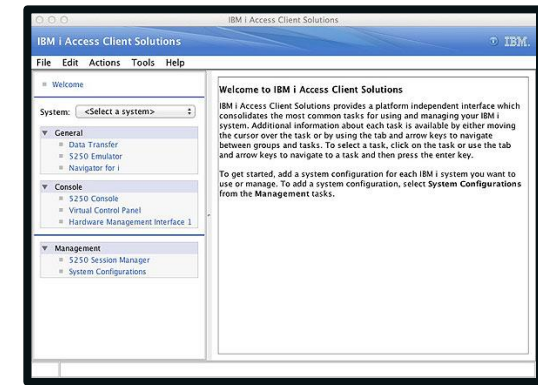 IBM i Access Client Solutions
IBM i Access Client Solutions
IBM.
File Edit Actions Tools Help
Welcome
System: <Select a system>
General
Data Transfer
5250 Emulator
Navigator for i
Console
5250 Console
Virtual Control Panel
Hardware Management Interface 1
Management
5250 Session Manager
System Configurations
Welcome to IBM i Access Client Solutions
IBM i Access Client Solutions provides a platform independent interface which
consolidates the most common tasks for using and managing your IBM i
system. Additional information about each task is available by either moving
the cursor over the task or by using the tab and arrow keys to navigate
between groups and tasks. To select a task, click on the task or use the tab
and arrow keys to navigate to a task and then press the enter key.
To get started, add a system configuration for each IBM i system you want to
use or manage. To add a system configuration, select System Configurations
from the Management tasks.